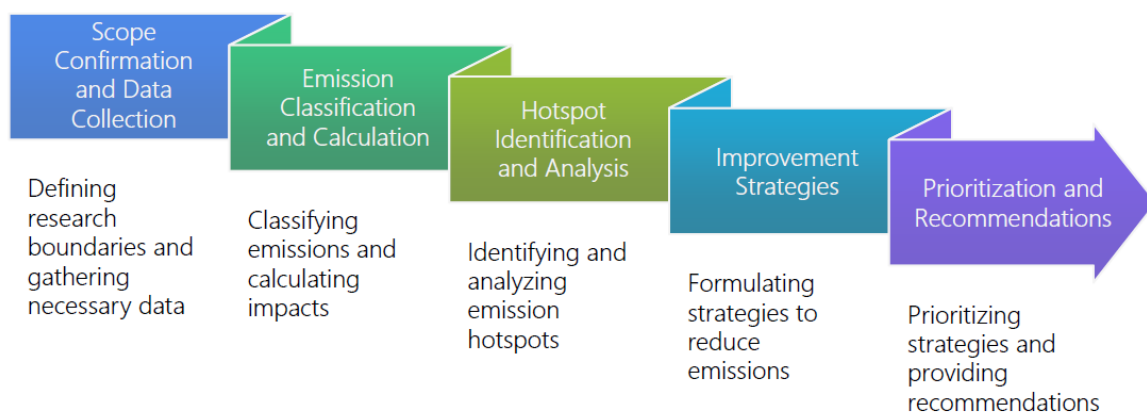 Scope
Confirmation
and Data
Collection
Defining
research
boundaries and
gathering
necessary data
Emission
Classification
and Calculation
Classifying
emissions and
calculating
impacts
Hotspot
Identification
and Analysis
Identifying and
analyzing
emission
hotspots
Improvement
Strategies
Formulating
strategies to
reduce
emissions
Prioritization and
Recommendations
Prioritizing
strategies and
providing
recommendations